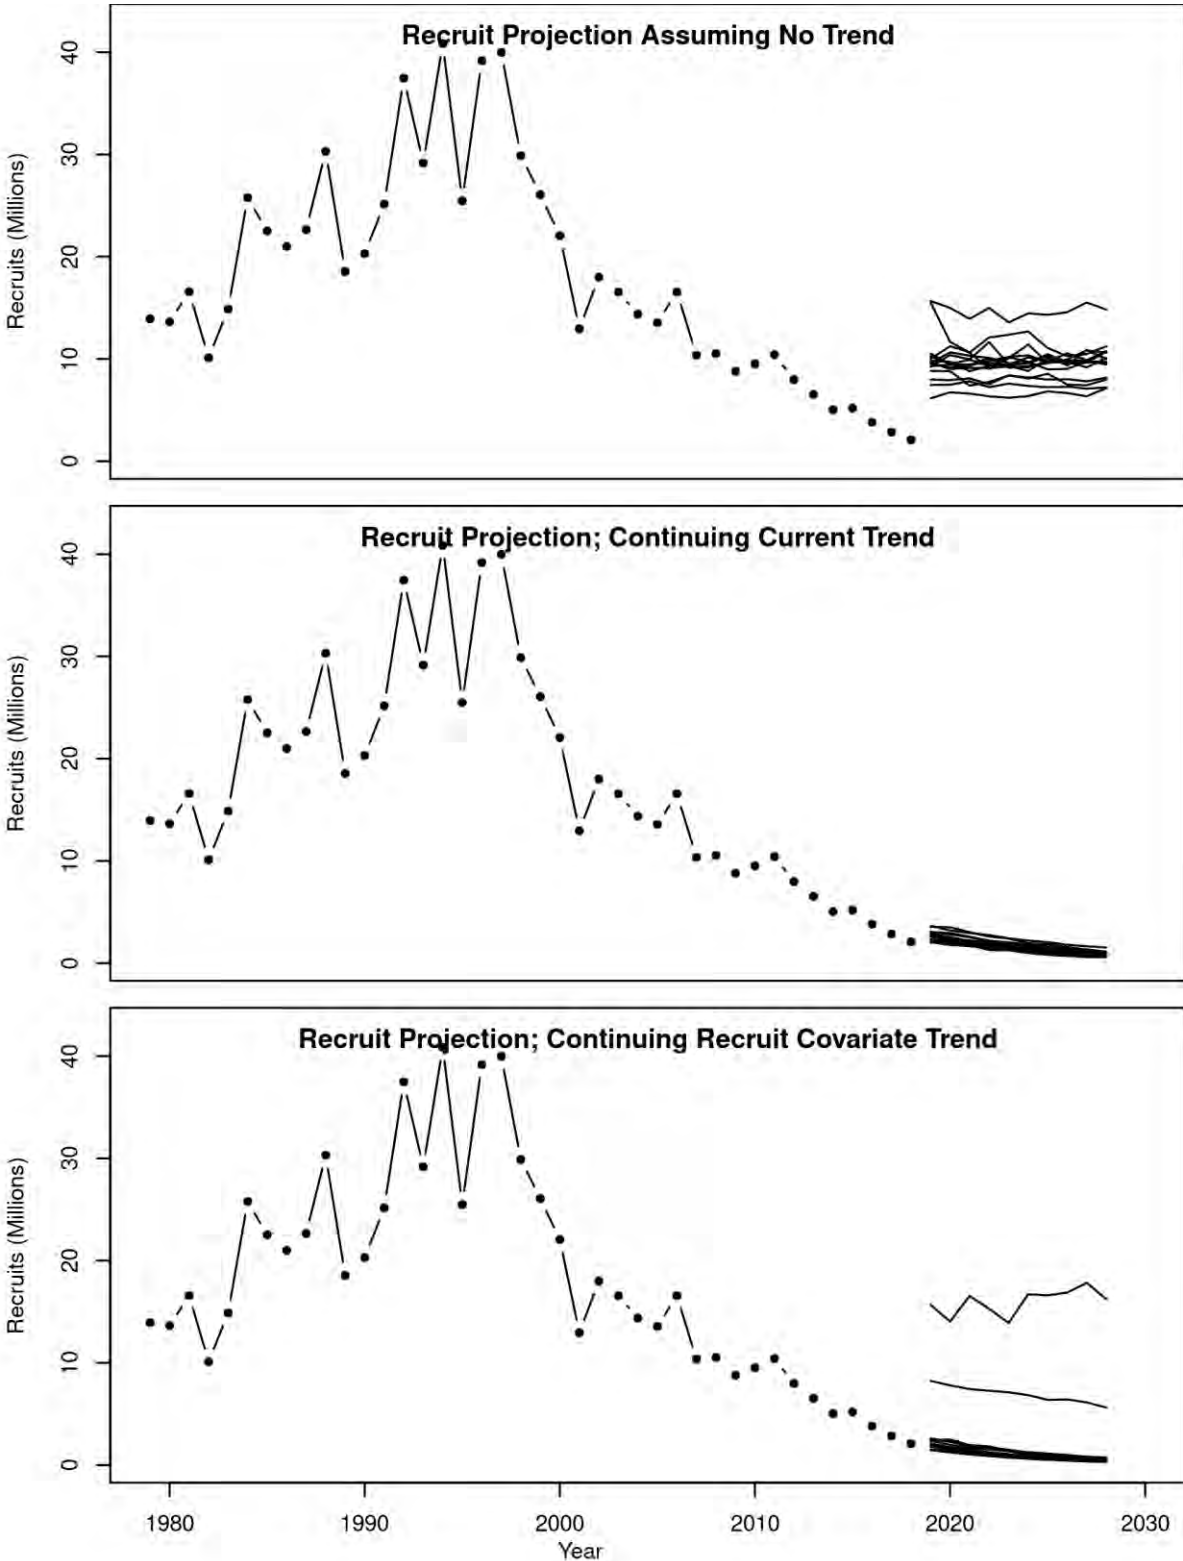 Recruit Projection Assuming No Trend
Recruits (Millions)
40
30
20
10
0
Recruit Projection; Continuing Current Trend
Recruits (Millions)
40
30
20
10
0
Recruit Projection; Continuing Recruit Covariate Trend
Recruits (Millions)
40
30
20
10
0
1980 1990 2000 2010 2020 2030
Year